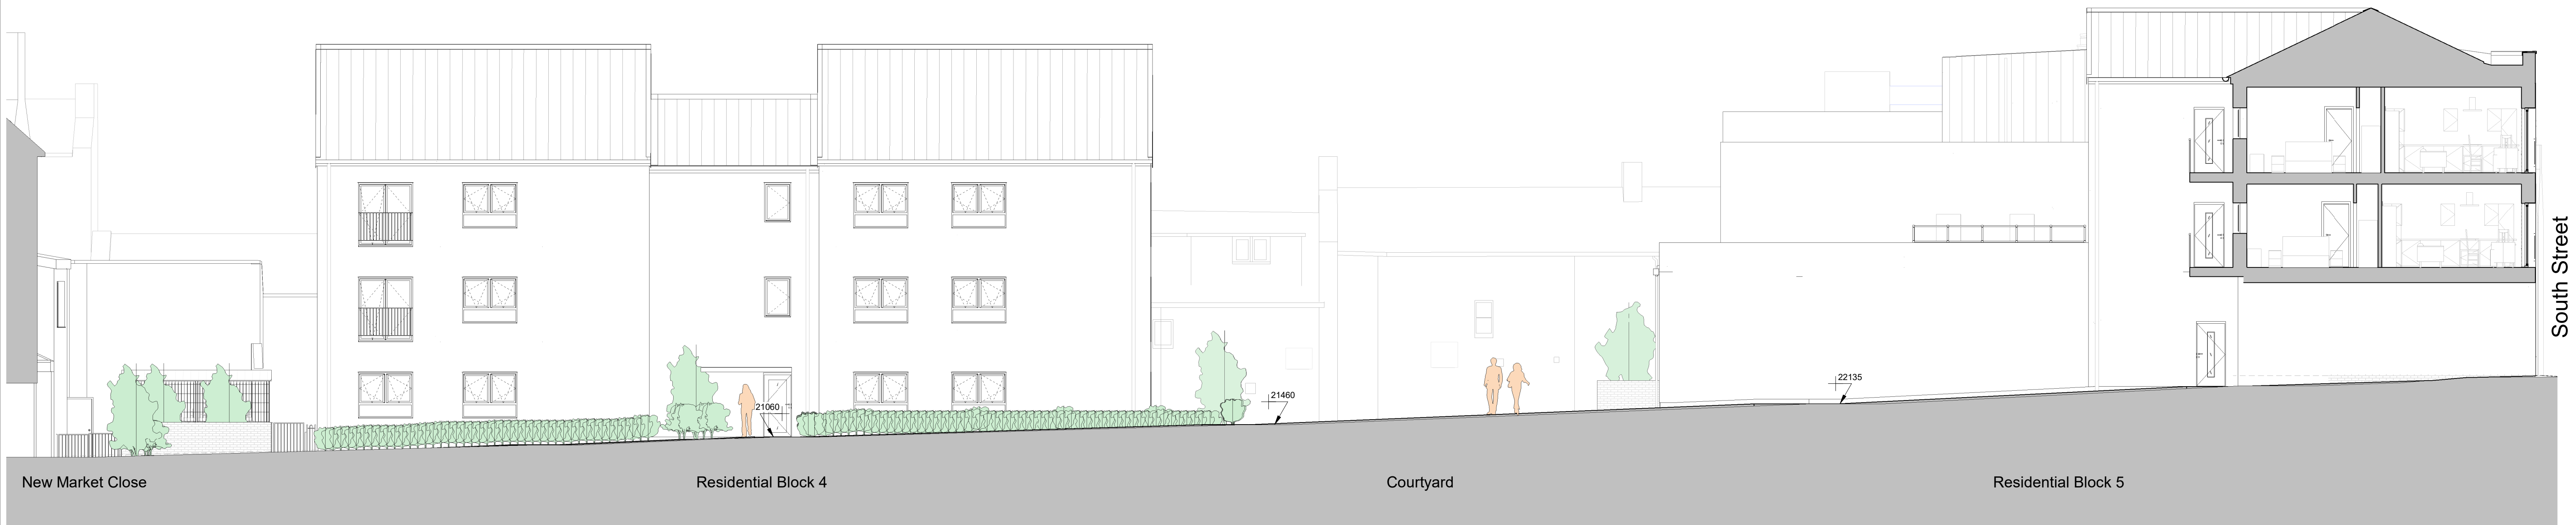 21060
21460
22135
New Market Close
Residential Block 4
Courtyard
Residential Block 5
South Street